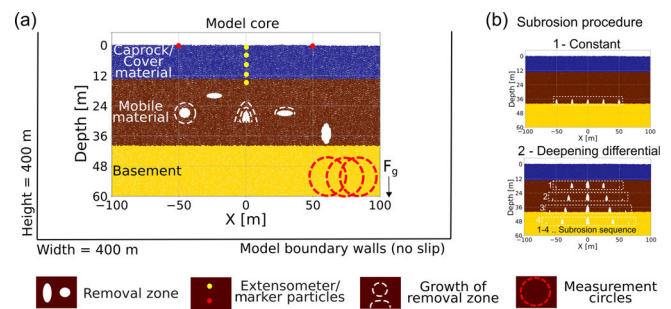 (a)
Model core
Height = 400 m
Depth [m]
0
12
24
36
48
60
Caprock/
Cover
material
Mobile
material
Basement
F_g
-100
-50
0
50
100
X [m]
Width = 400 m
Model boundary walls (no slip)
(b)
Subrosion procedure
1 - Constant
Depth
[m]
0
12
24
36
48
60
-100
-50
0
50
100
X [m]
2 - Deepening differential
Depth
[m]
0
12
24
36
48
60
1
2
3
4
1-4 .. Subrosion sequence
-100
-50
0
50
100
X [m]
Removal zone
Extensometer/
marker particles
Growth of
removal zone
Measurement
circles